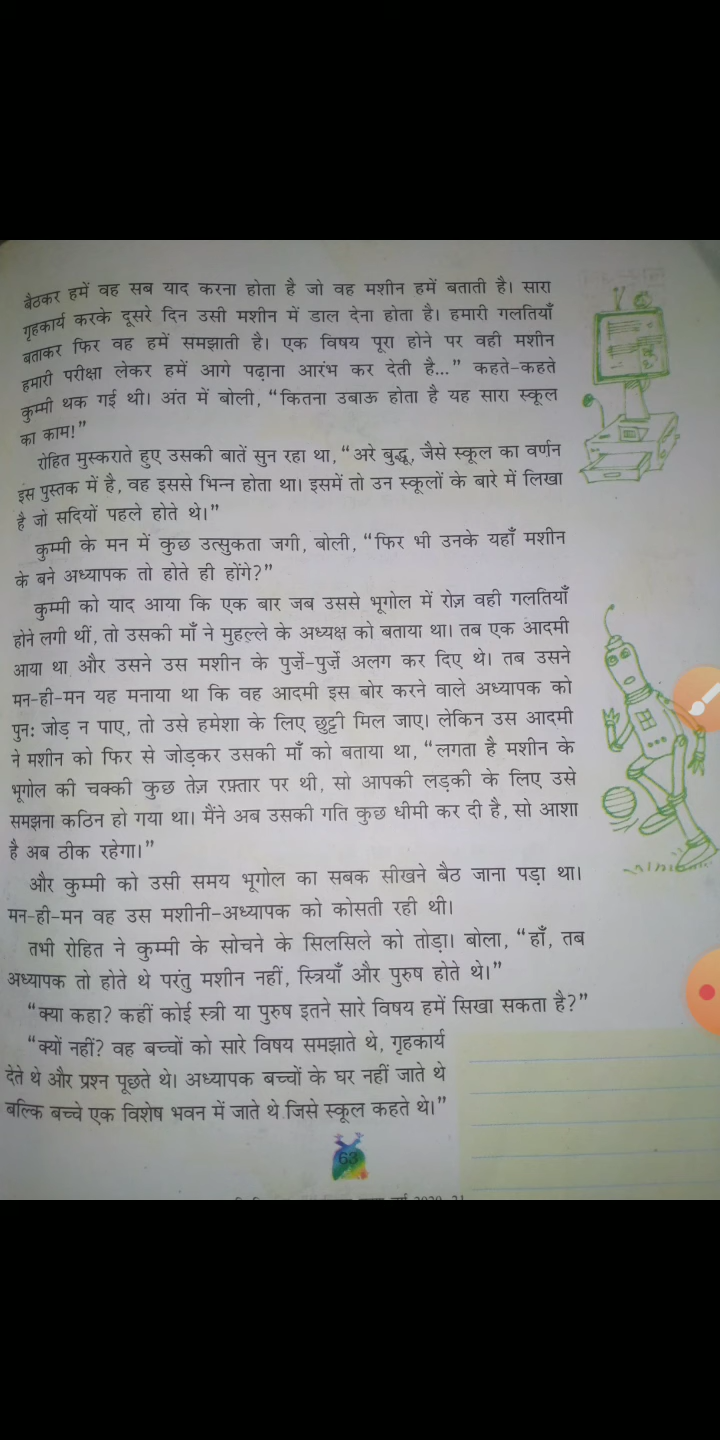 बैठकर हमें वह सब याद करना होता है जो वह मशीन हमें बताती है। सारा
गृहकार्य करके दूसरे दिन उसी मशीन में डाल देना होता है। हमारी गलतियाँ
बताकर फिर वह हमें समझाती है। एक विषय पूरा होने पर वही मशीन
हमारी परीक्षा लेकर हमें आगे पढ़ाना आरंभ कर देती है...” कहते-कहते
कुम्मी थक गई थी। अंत में बोली, “कितना उबाऊ होता है यह सारा स्कूल
का काम!”
रोहित मुस्कराते हुए उसकी बातें सुन रहा था, “अरे बुद्धू, जैसे स्कूल का वर्णन
इस पुस्तक में है, वह इससे भिन्न होता था। इसमें तो उन स्कूलों के बारे में लिखा
है जो सदियों पहले होते थे।”
कुम्मी के मन में कुछ उत्सुकता जगी, बोली, “फिर भी उनके यहाँ मशीन
के बने अध्यापक तो होते ही होंगे?”
कुम्मी को याद आया कि एक बार जब उससे भूगोल में रोज़ वही गलतियाँ
होने लगी थीं, तो उसकी माँ ने मुहल्ले के अध्यक्ष को बताया था। तब एक आदमी
आया था और उसने उस मशीन के पुर्ज़े-पुर्ज़े अलग कर दिए थे। तब उसने
मन-ही-मन यह मनाया था कि वह आदमी इस बोर करने वाले अध्यापक को
पुन: जोड़ न पाए, तो उसे हमेशा के लिए छुट्टी मिल जाए। लेकिन उस आदमी
ने मशीन को फिर से जोड़कर उसकी माँ को बताया था, “लगता है मशीन के
भूगोल की चक्की कुछ तेज़ रफ़्तार पर थी, सो आपकी लड़की के लिए उसे
समझना कठिन हो गया था। मैंने अब उसकी गति कुछ धीमी कर दी है, सो आशा
है अब ठीक रहेगा।”
और कुम्मी को उसी समय भूगोल का सबक सीखने बैठ जाना पड़ा था।
मन-ही-मन वह उस मशीनी-अध्यापक को कोसती रही थी।
तभी रोहित ने कुम्मी के सोचने के सिलसिले को तोड़ा। बोला, “हाँ, तब
अध्यापक तो होते थे परंतु मशीन नहीं, स्त्रियाँ और पुरुष होते थे।”
“क्या कहा? कहीं कोई स्त्री या पुरुष इतने सारे विषय हमें सिखा सकता है?”
“क्यों नहीं? वह बच्चों को सारे विषय समझाते थे, गृहकार्य
देते थे और प्रश्न पूछते थे। अध्यापक बच्चों के घर नहीं जाते थे
बल्कि बच्चे एक विशेष भवन में जाते थे जिसे स्कूल कहते थे।”
63